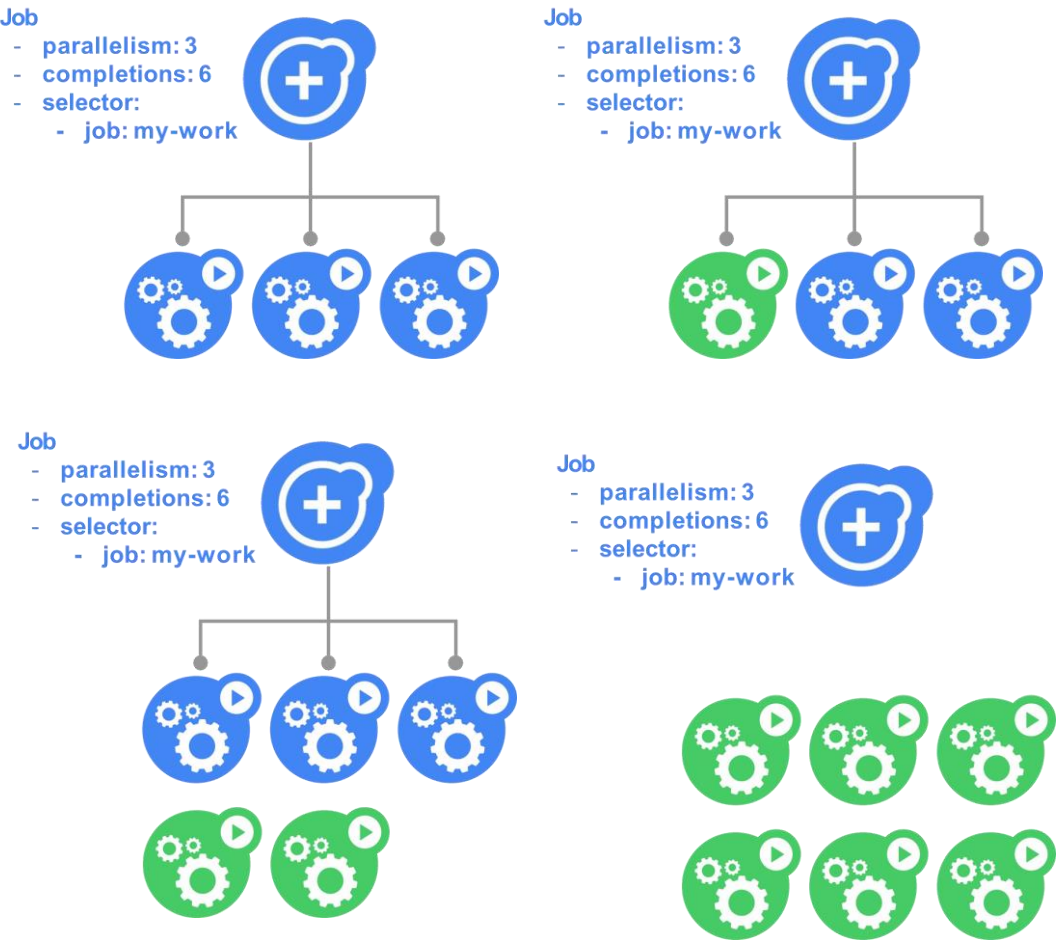 Job
- parallelism: 3
- completions: 6
- selector:
- job: my-work
Job
- parallelism: 3
- completions: 6
- selector:
- job: my-work
Job
- parallelism: 3
- completions: 6
- selector:
- job: my-work
Job
- parallelism: 3
- completions: 6
- selector:
- job: my-work